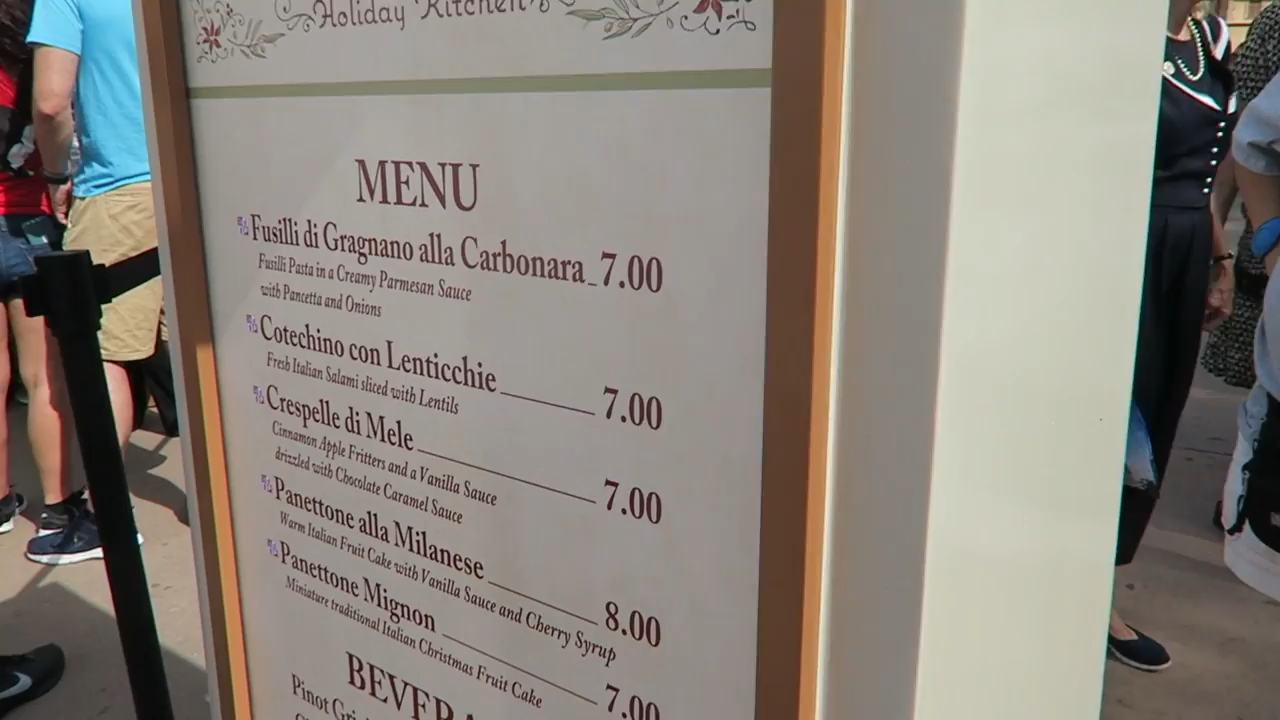 Holiday Kitchen
MENU
Fusilli di Gragnano alla Carbonara 7.00
Fusilli Pasta in a Creamy Parmesan Sauce
with Pancetta and Onions
Cotechino con Lenticchie 7.00
Fresh Italian Salami sliced with Lentils
Crespelle di Mele 7.00
Cinnamon Apple Fritters and a Vanilla Sauce
drizzled with Chocolate Caramel Sauce
Panettone alla Milanese 8.00
Warm Italian Fruit Cake with Vanilla Sauce and Cherry Syrup
Panettone Mignon 7.00
Miniature traditional Italian Christmas Fruit Cake
Pinot